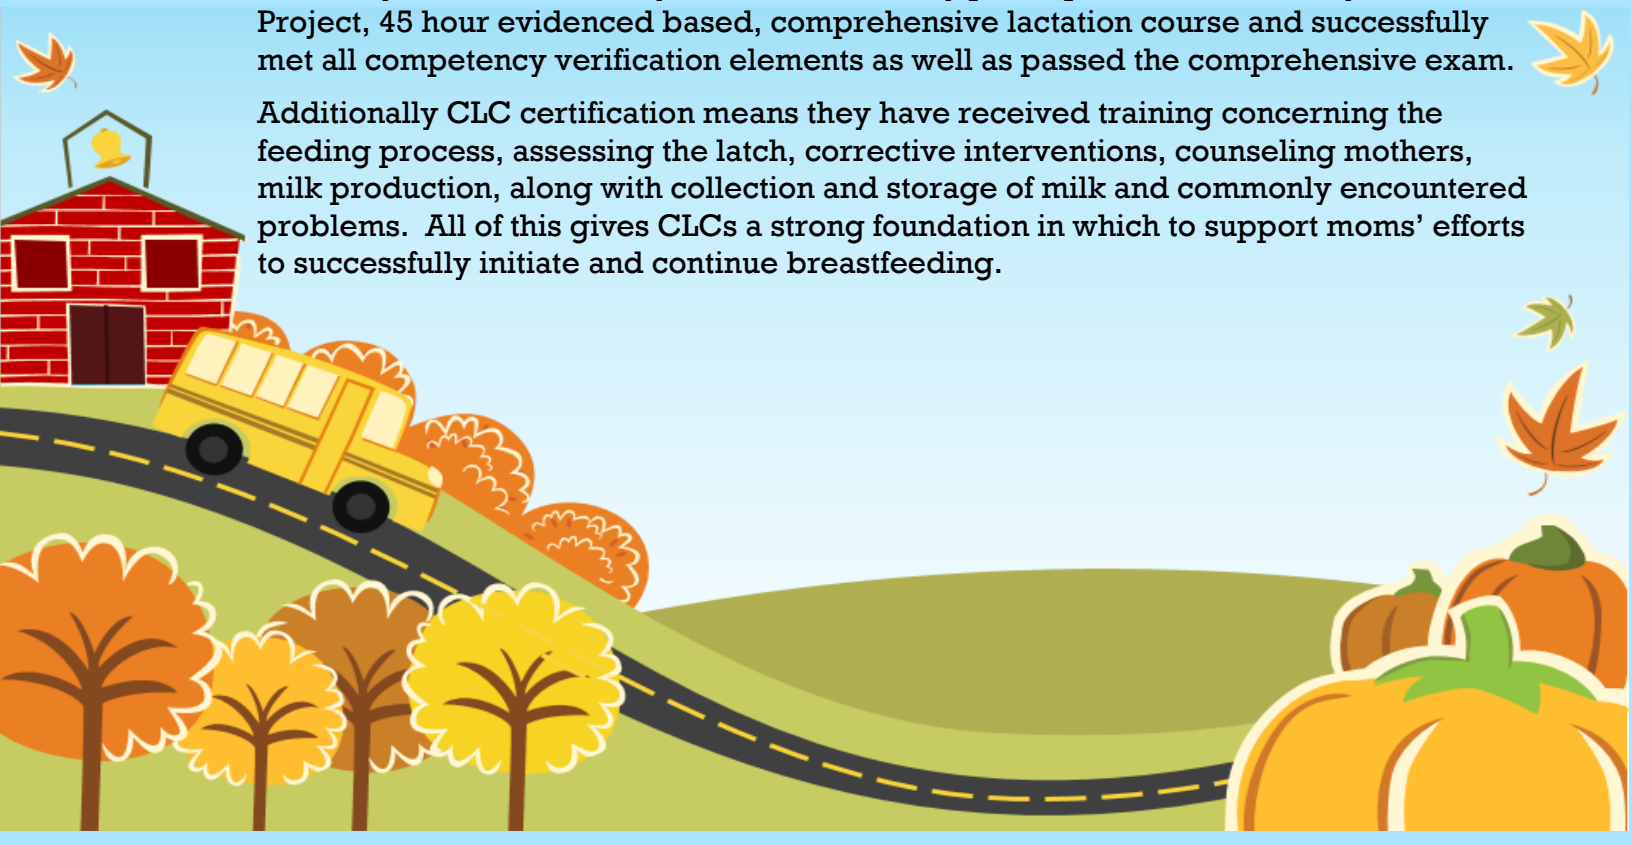 Project, 45 hour evidenced based, comprehensive lactation course and successfully
met all competency verification elements as well as passed the comprehensive exam.
Additionally CLC certification means they have received training concerning the
feeding process, assessing the latch, corrective interventions, counseling mothers,
milk production, along with collection and storage of milk and commonly encountered
problems.  All of this gives CLCs a strong foundation in which to support moms’ efforts
to successfully initiate and continue breastfeeding.